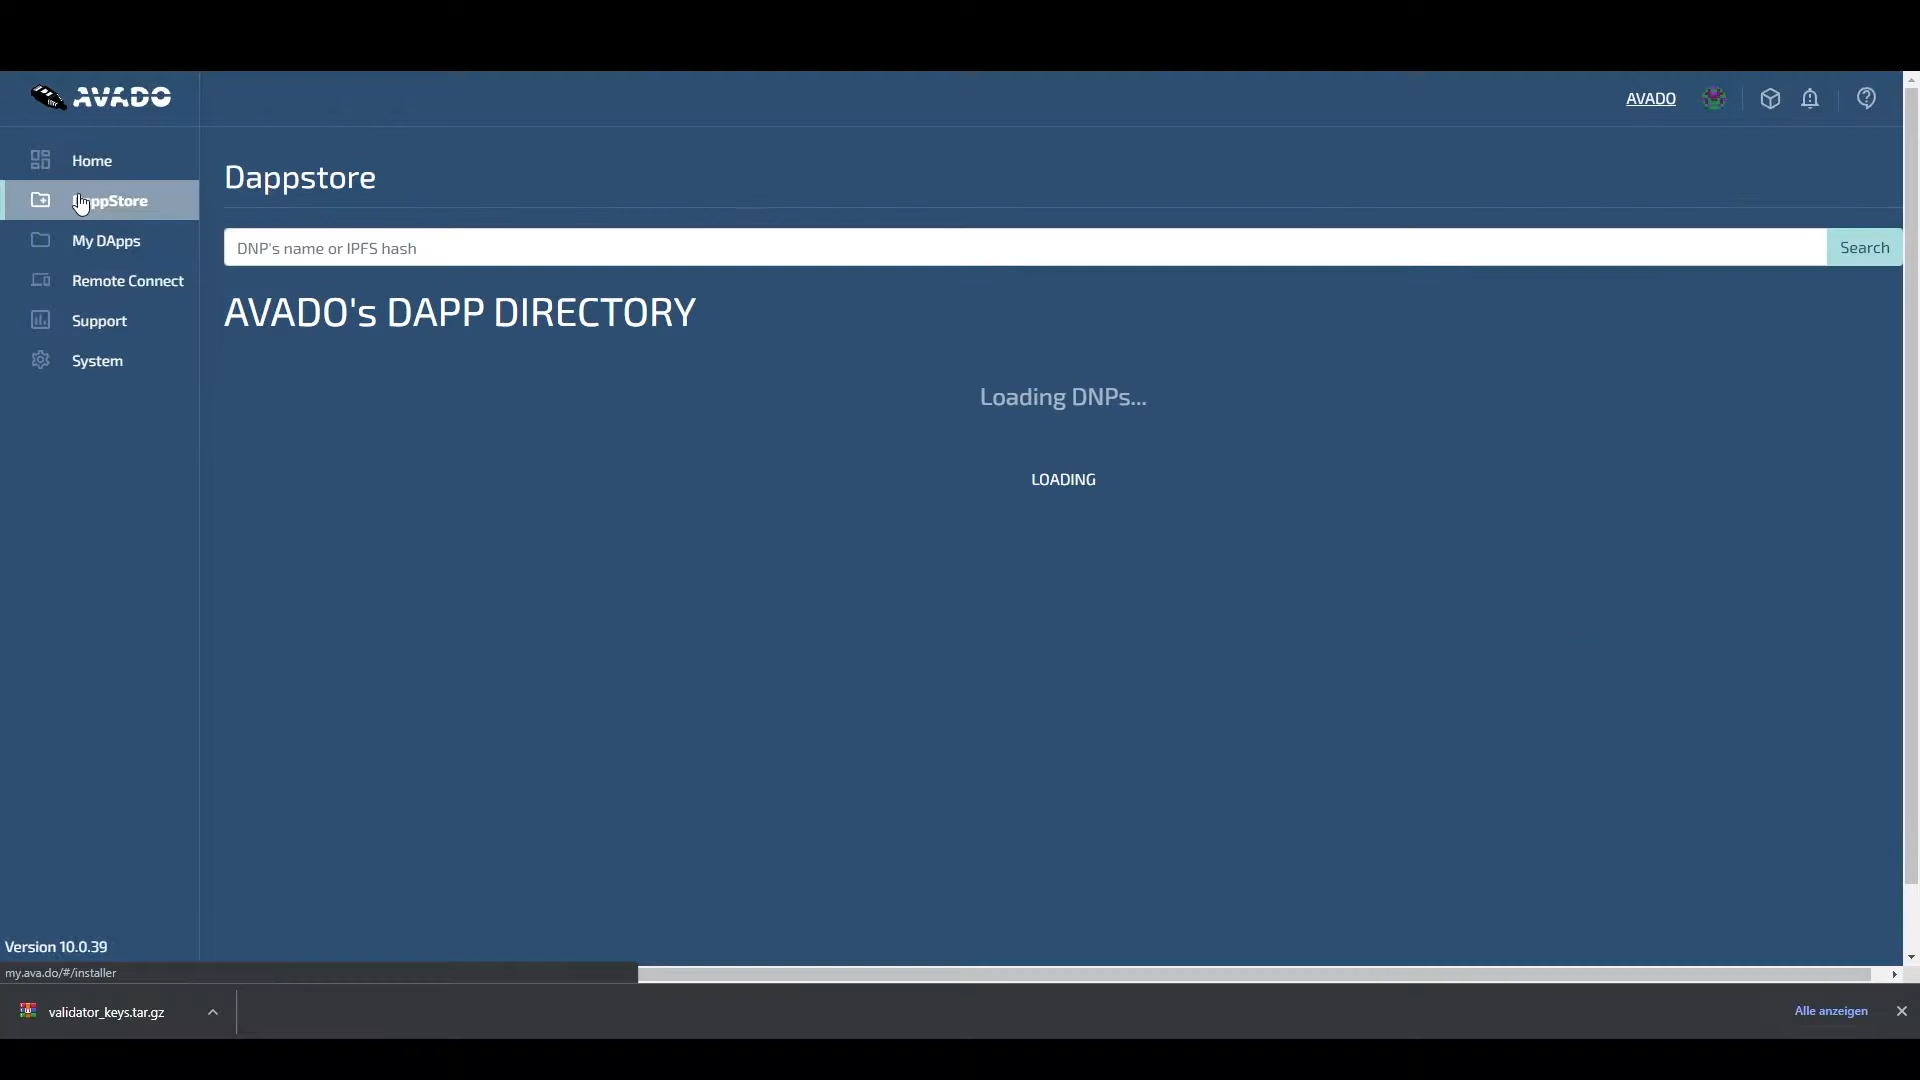 AVADO
AVADO
Home
DappStore
My DApps
Remote Connect
Support
System
Dappstore
DNP's name or IPFS hash
Search
AVADO's DAPP DIRECTORY
Loading DNPs...
LOADING
Version 10.0.39
my.ava.do/#/installer
validator_keys.tar.gz
Alle anzeigen